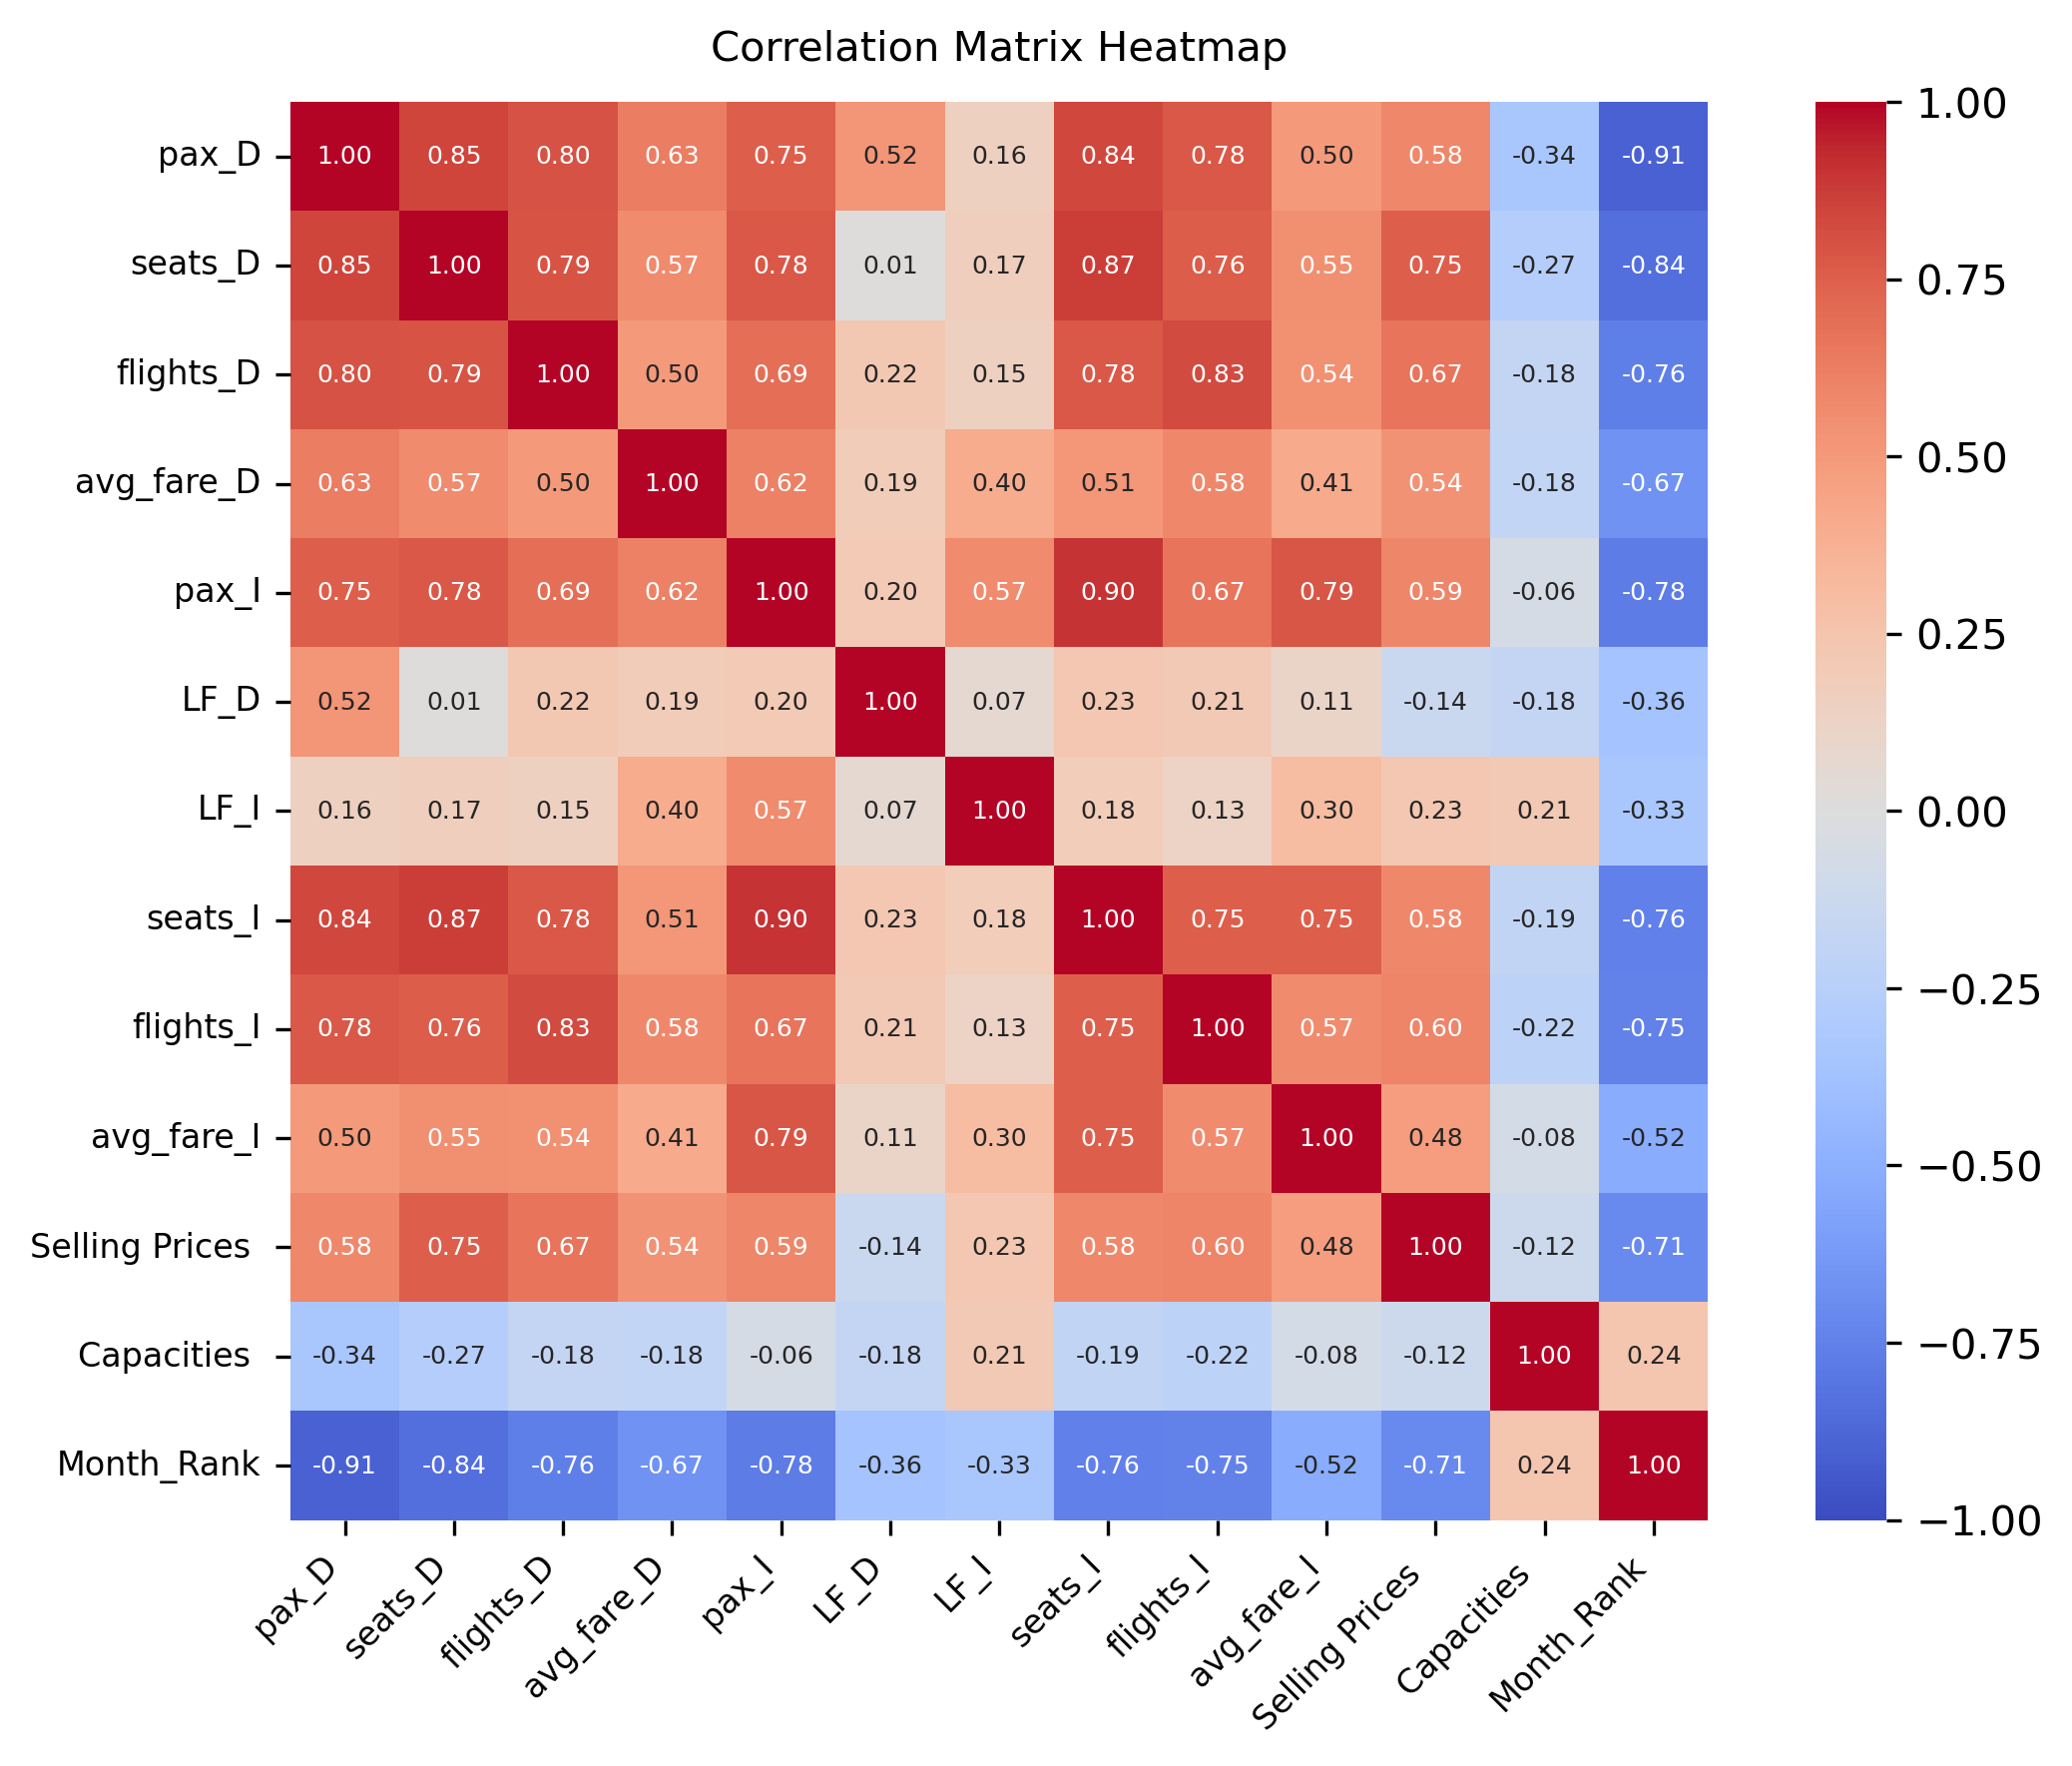 Correlation Matrix Heatmap
pax_D 1.00 0.85 0.80 0.63 0.75 0.52 0.16 0.84 0.78 0.50 0.58 -0.34 -0.91
seats_D 0.85 1.00 0.79 0.57 0.78 0.01 0.17 0.87 0.76 0.55 0.75 -0.27 -0.84
flights_D 0.80 0.79 1.00 0.50 0.69 0.22 0.15 0.78 0.83 0.54 0.67 -0.18 -0.76
avg_fare_D 0.63 0.57 0.50 1.00 0.62 0.19 0.40 0.51 0.58 0.41 0.54 -0.18 -0.67
pax_I 0.75 0.78 0.69 0.62 1.00 0.20 0.57 0.90 0.67 0.79 0.59 -0.06 -0.78
LF_D 0.52 0.01 0.22 0.19 0.20 1.00 0.07 0.23 0.21 0.11 -0.14 -0.18 -0.36
LF_I 0.16 0.17 0.15 0.40 0.57 0.07 1.00 0.18 0.13 0.30 0.23 0.21 -0.33
seats_I 0.84 0.87 0.78 0.51 0.90 0.23 0.18 1.00 0.75 0.75 0.58 -0.19 -0.76
flights_I 0.78 0.76 0.83 0.58 0.67 0.21 0.13 0.75 1.00 0.57 0.60 -0.22 -0.75
avg_fare_I 0.50 0.55 0.54 0.41 0.79 0.11 0.30 0.75 0.57 1.00 0.48 -0.08 -0.52
Selling Prices 0.58 0.75 0.67 0.54 0.59 -0.14 0.23 0.58 0.60 0.48 1.00 -0.12 -0.71
Capacities -0.34 -0.27 -0.18 -0.18 -0.06 -0.18 0.21 -0.19 -0.22 -0.08 -0.12 1.00 0.24
Month_Rank -0.91 -0.84 -0.76 -0.67 -0.78 -0.36 -0.33 -0.76 -0.75 -0.52 -0.71 0.24 1.00
pax_D seats_D flights_D avg_fare_D pax_I LF_D LF_I seats_I flights_I avg_fare_I Selling Prices Capacities Month_Rank
1.00
0.75
0.50
0.25
0.00
−0.25
−0.50
−0.75
−1.00